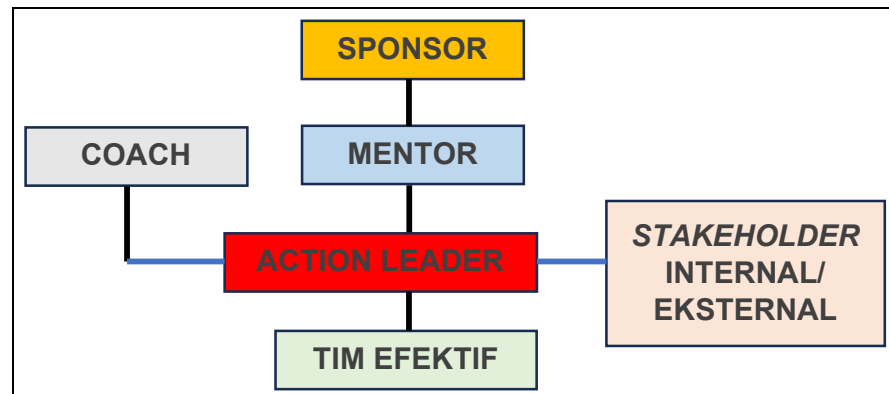 SPONSOR
COACH
MENTOR
STAKEHOLDER
INTERNAL/
EKSTERNAL
ACTION LEADER
TIM EFEKTIF